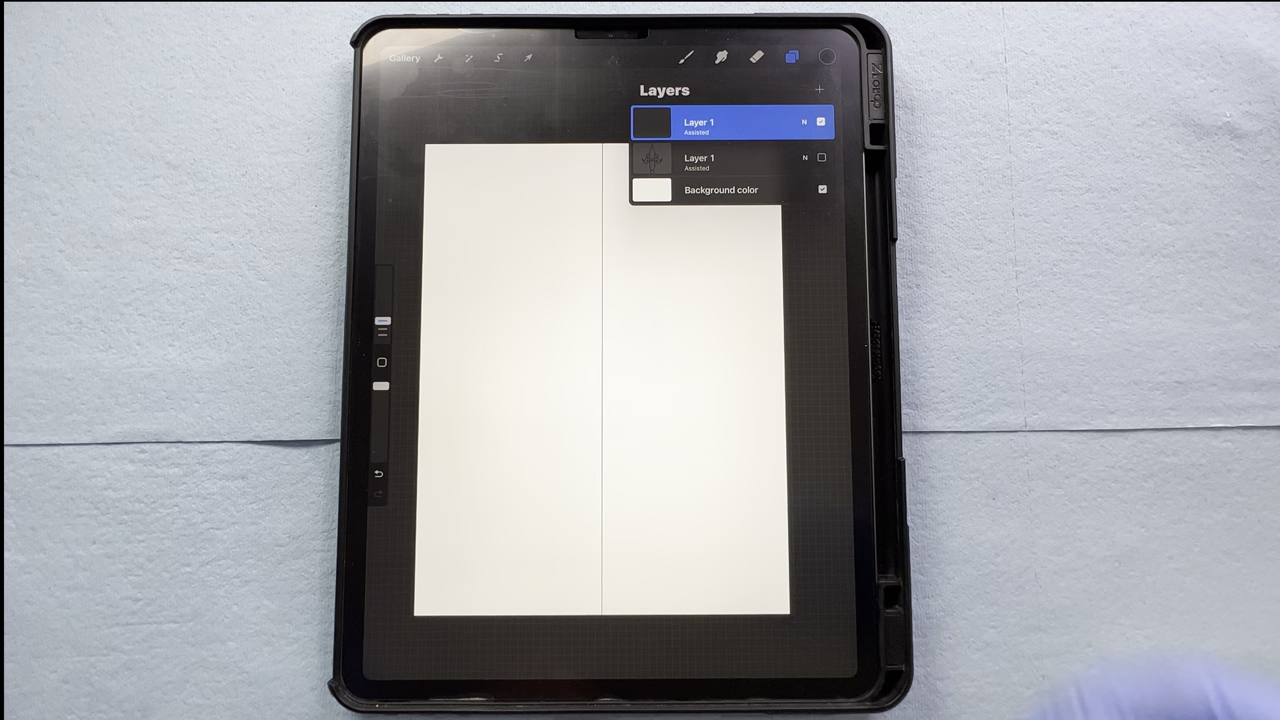 Gallery
Layers
Layer 1
N
Assisted
Layer 1
N
Assisted
Background color